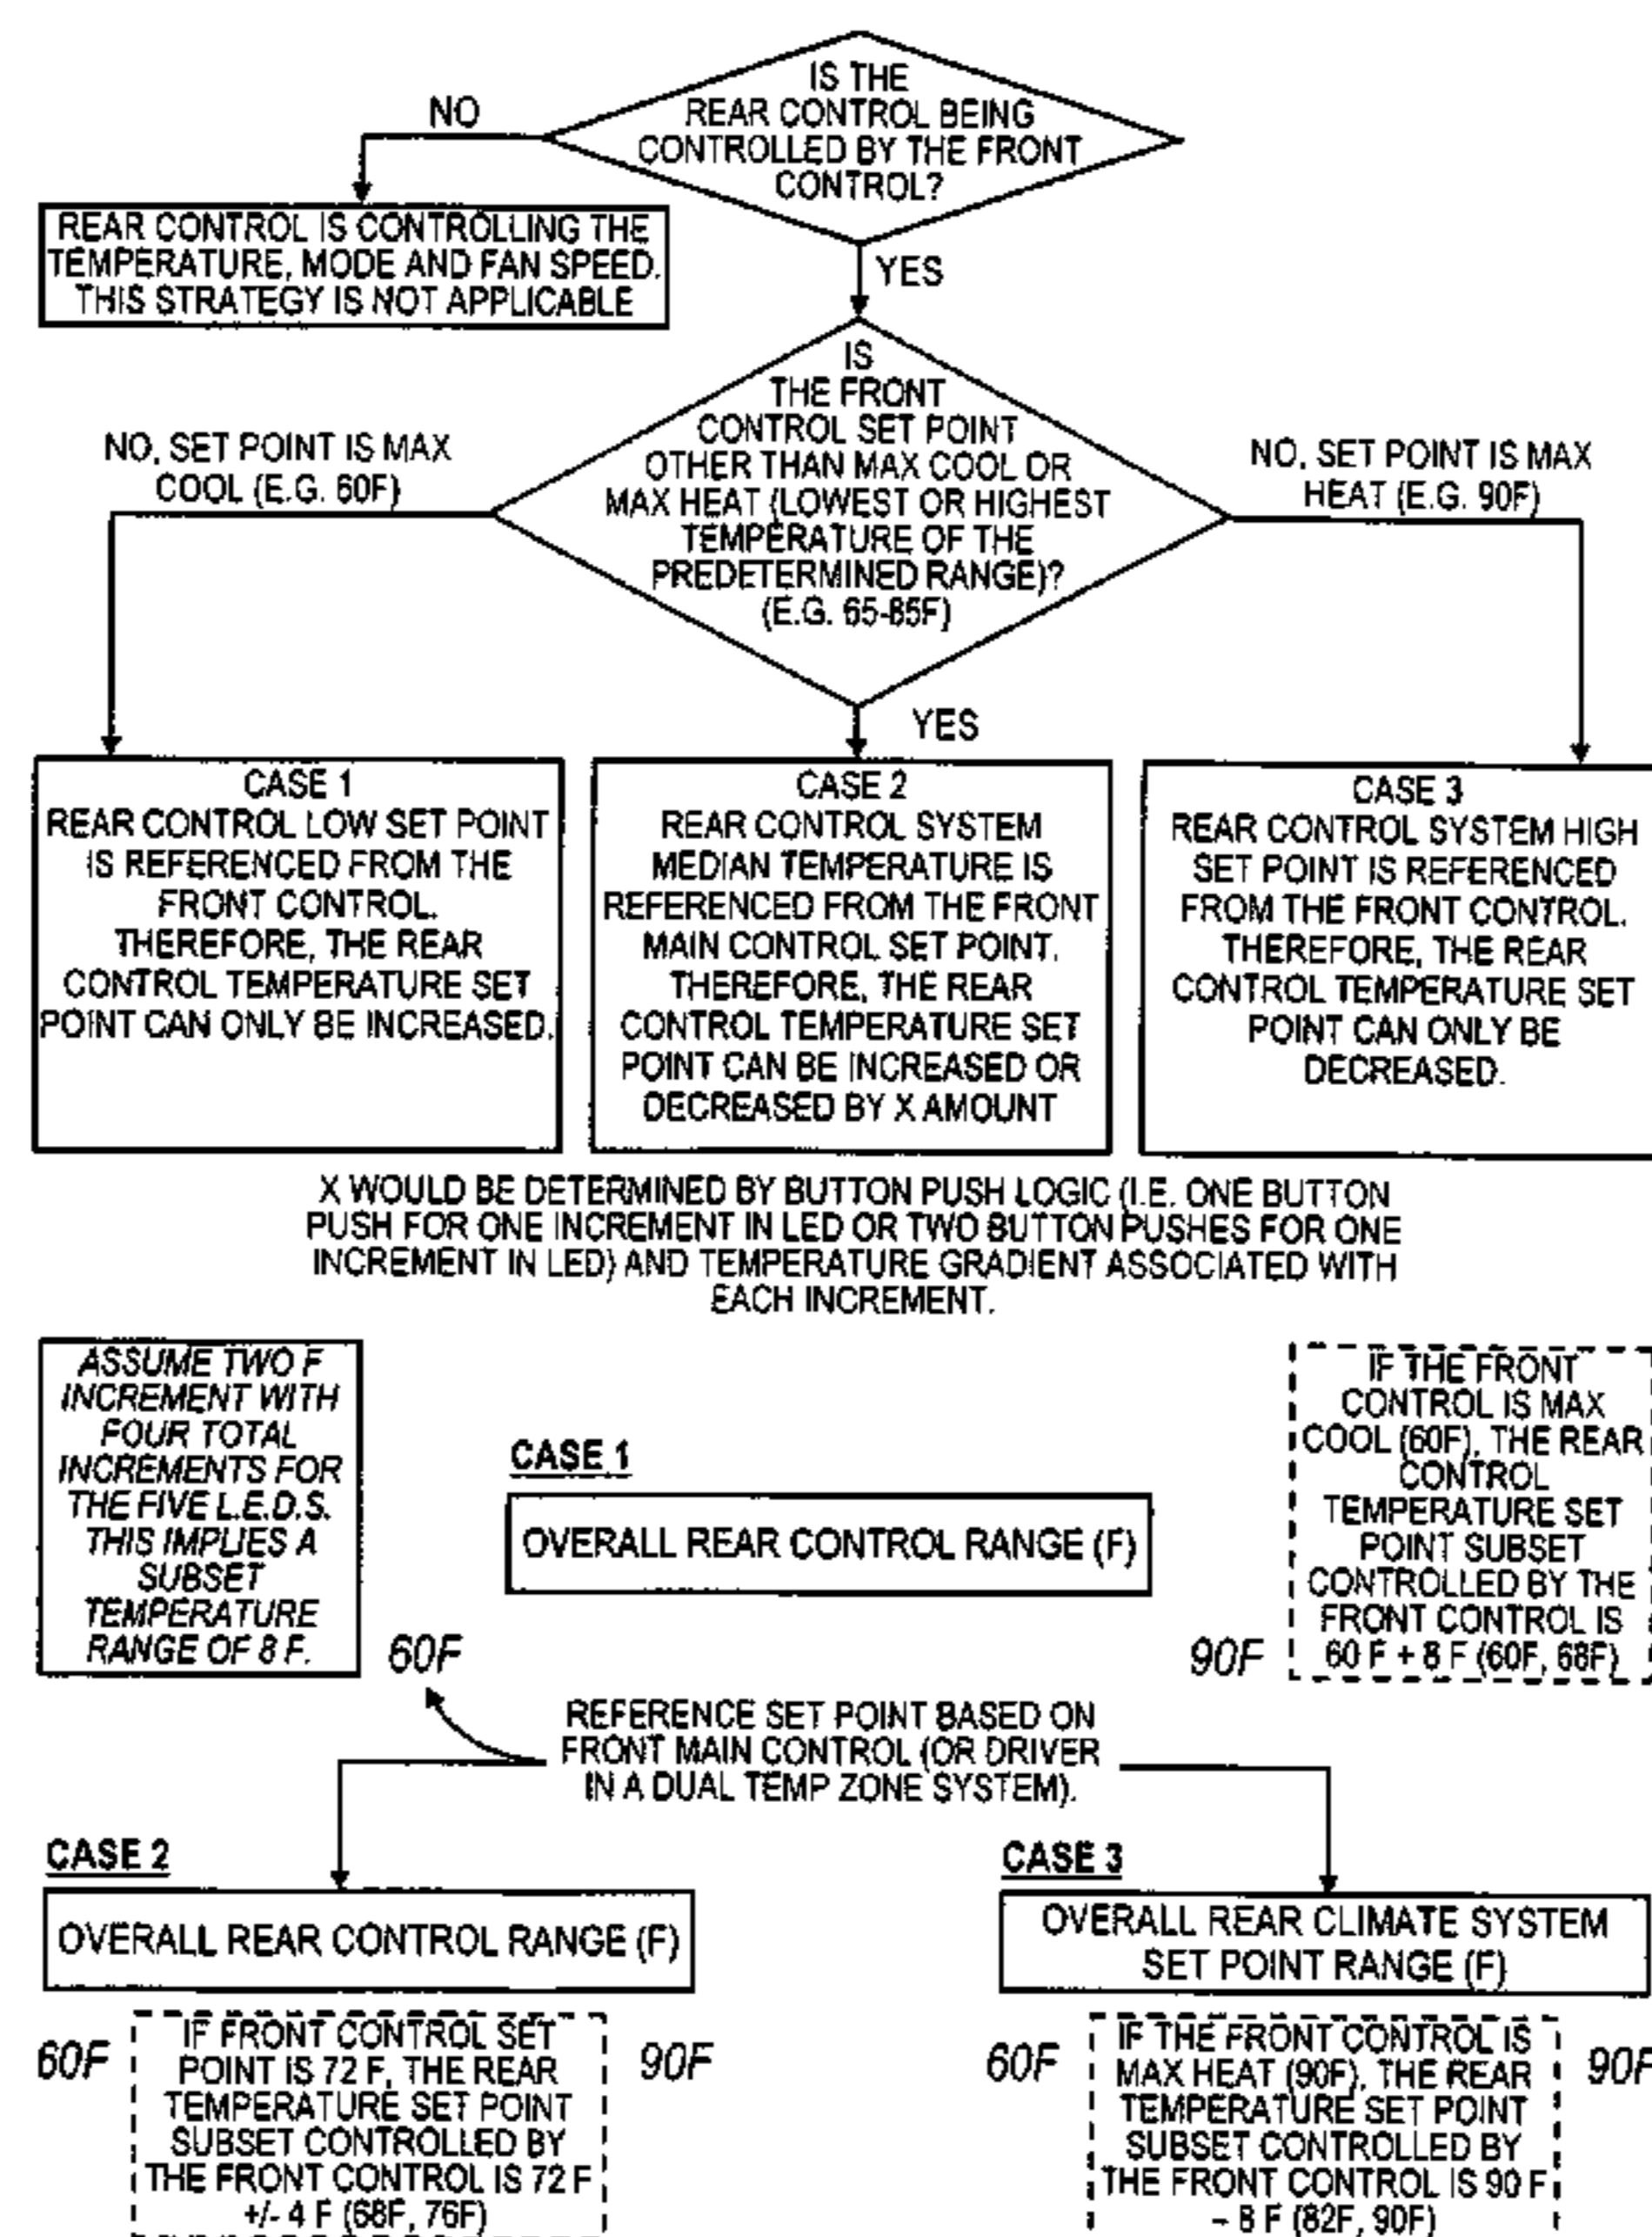 IS THE
REAR CONTROL BEING
CONTROLLED BY THE FRONT
CONTROL?
NO
REAR CONTROL IS CONTROLLING THE
TEMPERATURE, MODE AND FAN SPEED.
THIS STRATEGY IS NOT APPLICABLE
YES
IS
THE FRONT
CONTROL SET POINT
OTHER THAN MAX COOL OR
MAX HEAT (LOWEST OR HIGHEST
TEMPERATURE OF THE
PREDETERMINED RANGE)?
(E.G. 65-85F)
NO, SET POINT IS MAX
COOL (E.G. 60F)
NO, SET POINT IS MAX
HEAT (E.G. 90F)
YES
CASE 1
REAR CONTROL LOW SET POINT
IS REFERENCED FROM THE
FRONT CONTROL.
THEREFORE, THE REAR
CONTROL TEMPERATURE SET
POINT CAN ONLY BE INCREASED.
CASE 2
REAR CONTROL SYSTEM
MEDIAN TEMPERATURE IS
REFERENCED FROM THE FRONT
MAIN CONTROL SET POINT.
THEREFORE, THE REAR
CONTROL TEMPERATURE SET
POINT CAN BE INCREASED OR
DECREASED BY X AMOUNT
CASE 3
REAR CONTROL SYSTEM HIGH
SET POINT IS REFERENCED
FROM THE FRONT CONTROL.
THEREFORE, THE REAR
CONTROL TEMPERATURE SET
POINT CAN ONLY BE
DECREASED.
X WOULD BE DETERMINED BY BUTTON PUSH LOGIC (I.E. ONE BUTTON
PUSH FOR ONE INCREMENT IN LED OR TWO BUTTON PUSHES FOR ONE
INCREMENT IN LED) AND TEMPERATURE GRADIENT ASSOCIATED WITH
EACH INCREMENT.
ASSUME TWO F
INCREMENT WITH
FOUR TOTAL
INCREMENTS FOR
THE FIVE L.E.D.S.
THIS IMPLIES A
SUBSET
TEMPERATURE
RANGE OF 8 F.
CASE 1
OVERALL REAR CONTROL RANGE (F)
60F
90F
IF THE FRONT
CONTROL IS MAX
COOL (60F), THE REAR
CONTROL
TEMPERATURE SET
POINT SUBSET
CONTROLLED BY THE
FRONT CONTROL IS
60 F + 8 F (60F, 68F)
REFERENCE SET POINT BASED ON
FRONT MAIN CONTROL (OR DRIVER
IN A DUAL TEMP ZONE SYSTEM).
CASE 2
OVERALL REAR CONTROL RANGE (F)
60F
IF FRONT CONTROL SET
POINT IS 72 F, THE REAR
TEMPERATURE SET POINT
SUBSET CONTROLLED BY
THE FRONT CONTROL IS 72 F
+/- 4 F (68F, 76F)
90F
CASE 3
OVERALL REAR CLIMATE SYSTEM
SET POINT RANGE (F)
60F
IF THE FRONT CONTROL IS
MAX HEAT (90F), THE REAR
TEMPERATURE SET POINT
SUBSET CONTROLLED BY
THE FRONT CONTROL IS 90 F
- 8 F (82F, 90F)
90F